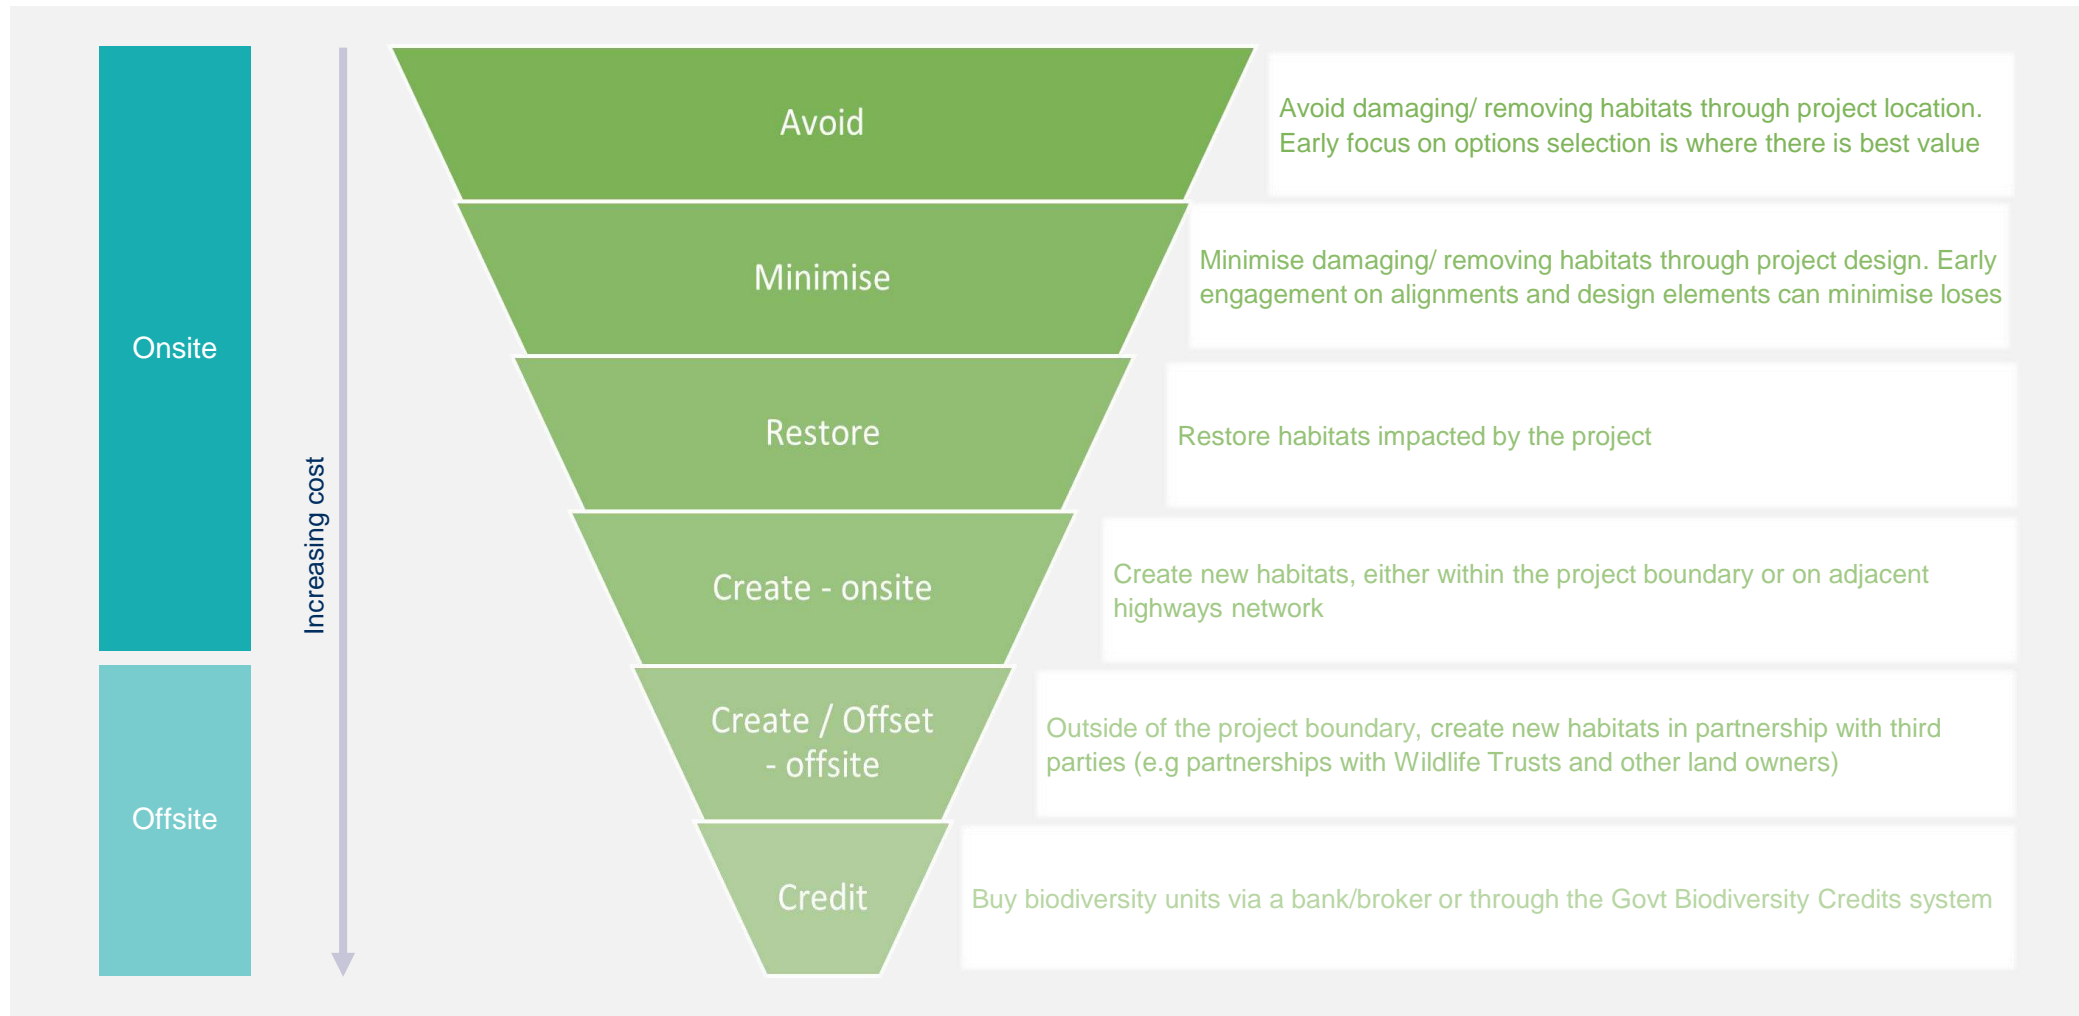 Onsite
Offsite
Increasing cost
Avoid
Avoid damaging/ removing habitats through project location.
Early focus on options selection is where there is best value
Minimise
Minimise damaging/ removing habitats through project design. Early
engagement on alignments and design elements can minimise loses
Restore
Restore habitats impacted by the project
Create - onsite
Create new habitats, either within the project boundary or on adjacent
highways network
Create / Offset
- offsite
Outside of the project boundary, create new habitats in partnership with third
parties (e.g partnerships with Wildlife Trusts and other land owners)
Credit
Buy biodiversity units via a bank/broker or through the Govt Biodiversity Credits system